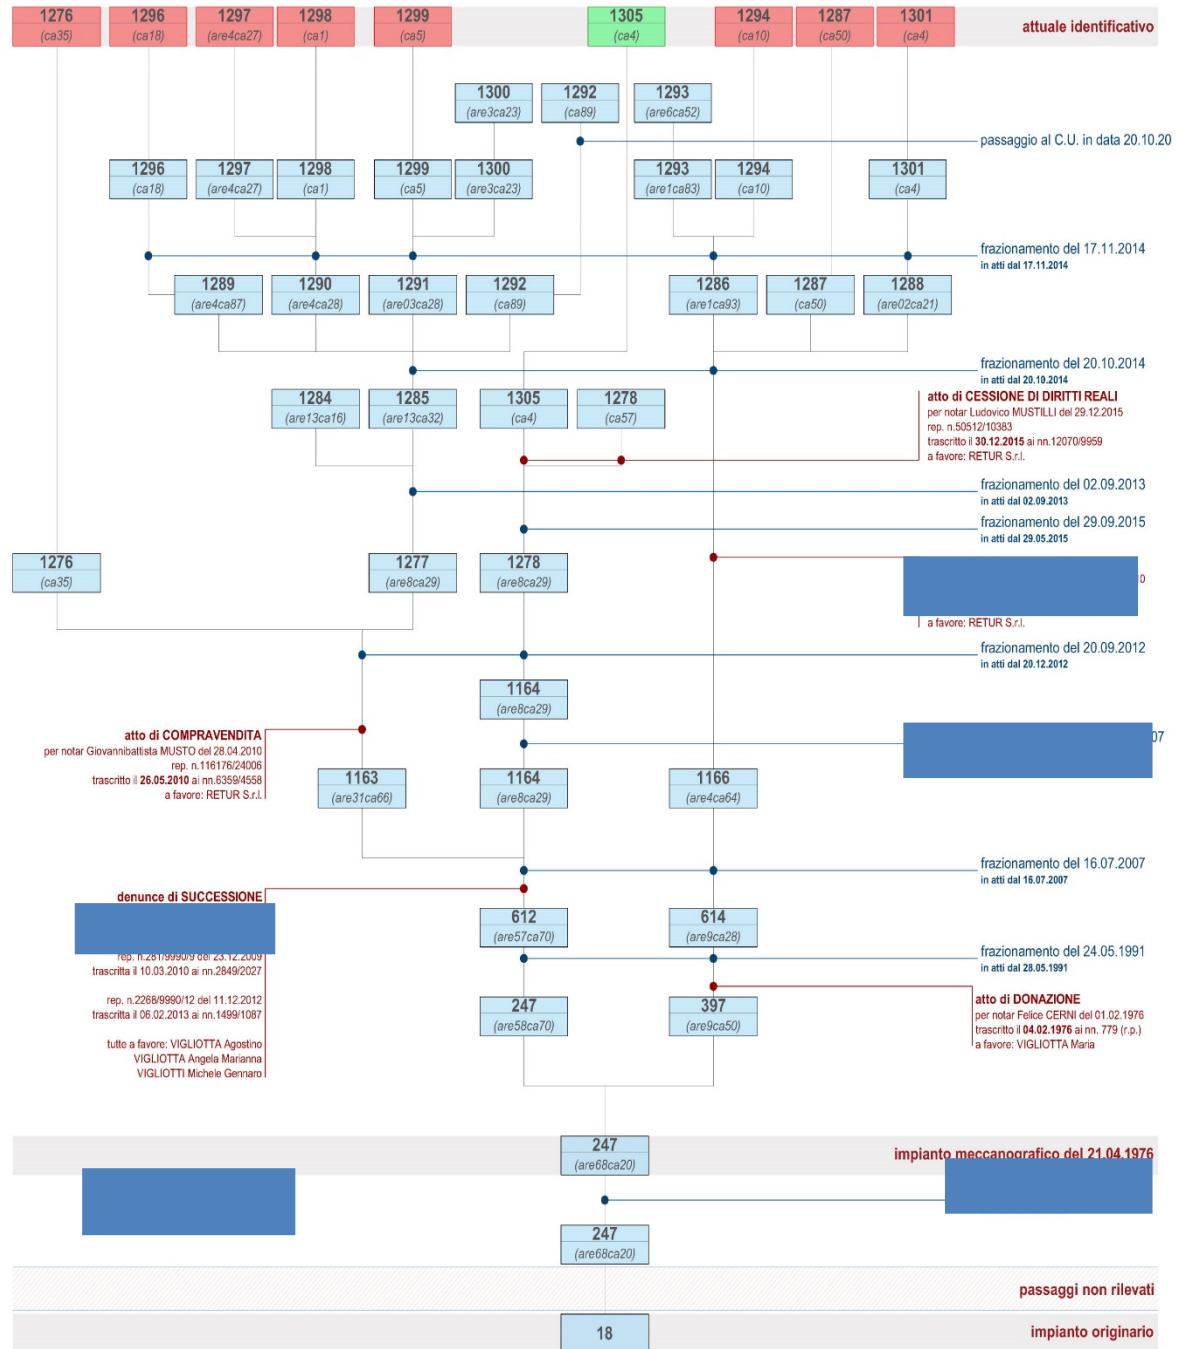 1276 1296 1297 1298 1299 1305 1294 1287 1301
(ca35) (ca18) (are4ca27) (ca1) (ca5) (ca4) (ca10) (ca50) (ca4)
attuale identificativo
1300 1292 1293
(are3ca23) (ca89) (are6ca52)
passaggio al C.U. in data 20.10.20
1296 1297 1298 1299 1300 1293 1294 1301
(ca18) (are4ca27) (ca1) (ca5) (are3ca23) (are1ca83) (ca10) (ca4)
frazionamento del 17.11.2014
in atti dal 17.11.2014
1289 1290 1291 1292 1286 1287 1288
(are4ca87) (are4ca28) (are03ca28) (ca89) (are1ca93) (ca50) (are02ca21)
frazionamento del 20.10.2014
in atti dal 20.10.2014
1284 1285 1305 1278
(are13ca16) (are13ca32) (ca4) (ca57)
atto di CESSIONE DI DIRITTI REALI
per notar Ludovico MUSTILLI del 29.12.2015
rep. n.50512/10383
trascritto il 30.12.2015 ai nn.12070/9959
a favore: RETUR S.r.l.
frazionamento del 02.09.2013
in atti dal 02.09.2013
frazionamento del 29.09.2015
in atti dal 29.05.2015
1276 1277 1278
(ca35) (are8ca29) (are8ca29)
0
a favore: RETUR S.r.l.
frazionamento del 20.09.2012
in atti dal 20.12.2012
1164
(are8ca29)
atto di COMPRAVENDITA
per notar Giovannibattista MUSTO del 28.04.2010
rep. n.116176/24006
trascritto il 26.05.2010 ai nn.6359/4558
a favore: RETUR S.r.l.
07
1163 1164 1166
(are31ca66) (are8ca29) (are4ca64)
frazionamento del 16.07.2007
in atti dal 16.07.2007
denunce di SUCCESSIONE
rep. n.281/9990/9 del 23.12.2009
trascritta il 10.03.2010 ai nn.2849/2027
rep. n.2268/9990/12 del 11.12.2012
trascritta il 06.02.2013 ai nn.1499/1087
tutte a favore: VIGLIOTTA Agostino
VIGLIOTTA Angela Marianna
VIGLIOTTI Michele Gennaro
612 614
(are57ca70) (are9ca28)
frazionamento del 24.05.1991
in atti dal 28.05.1991
247 397
(are58ca70) (are9ca50)
atto di DONAZIONE
per notar Felice CERNI del 01.02.1976
trascritto il 04.02.1976 ai nn. 779 (r.p.)
a favore: VIGLIOTTA Maria
247
(are68ca20)
impianto meccanografico del 21.04.1976
247
(are68ca20)
passaggi non rilevati
18
impianto originario